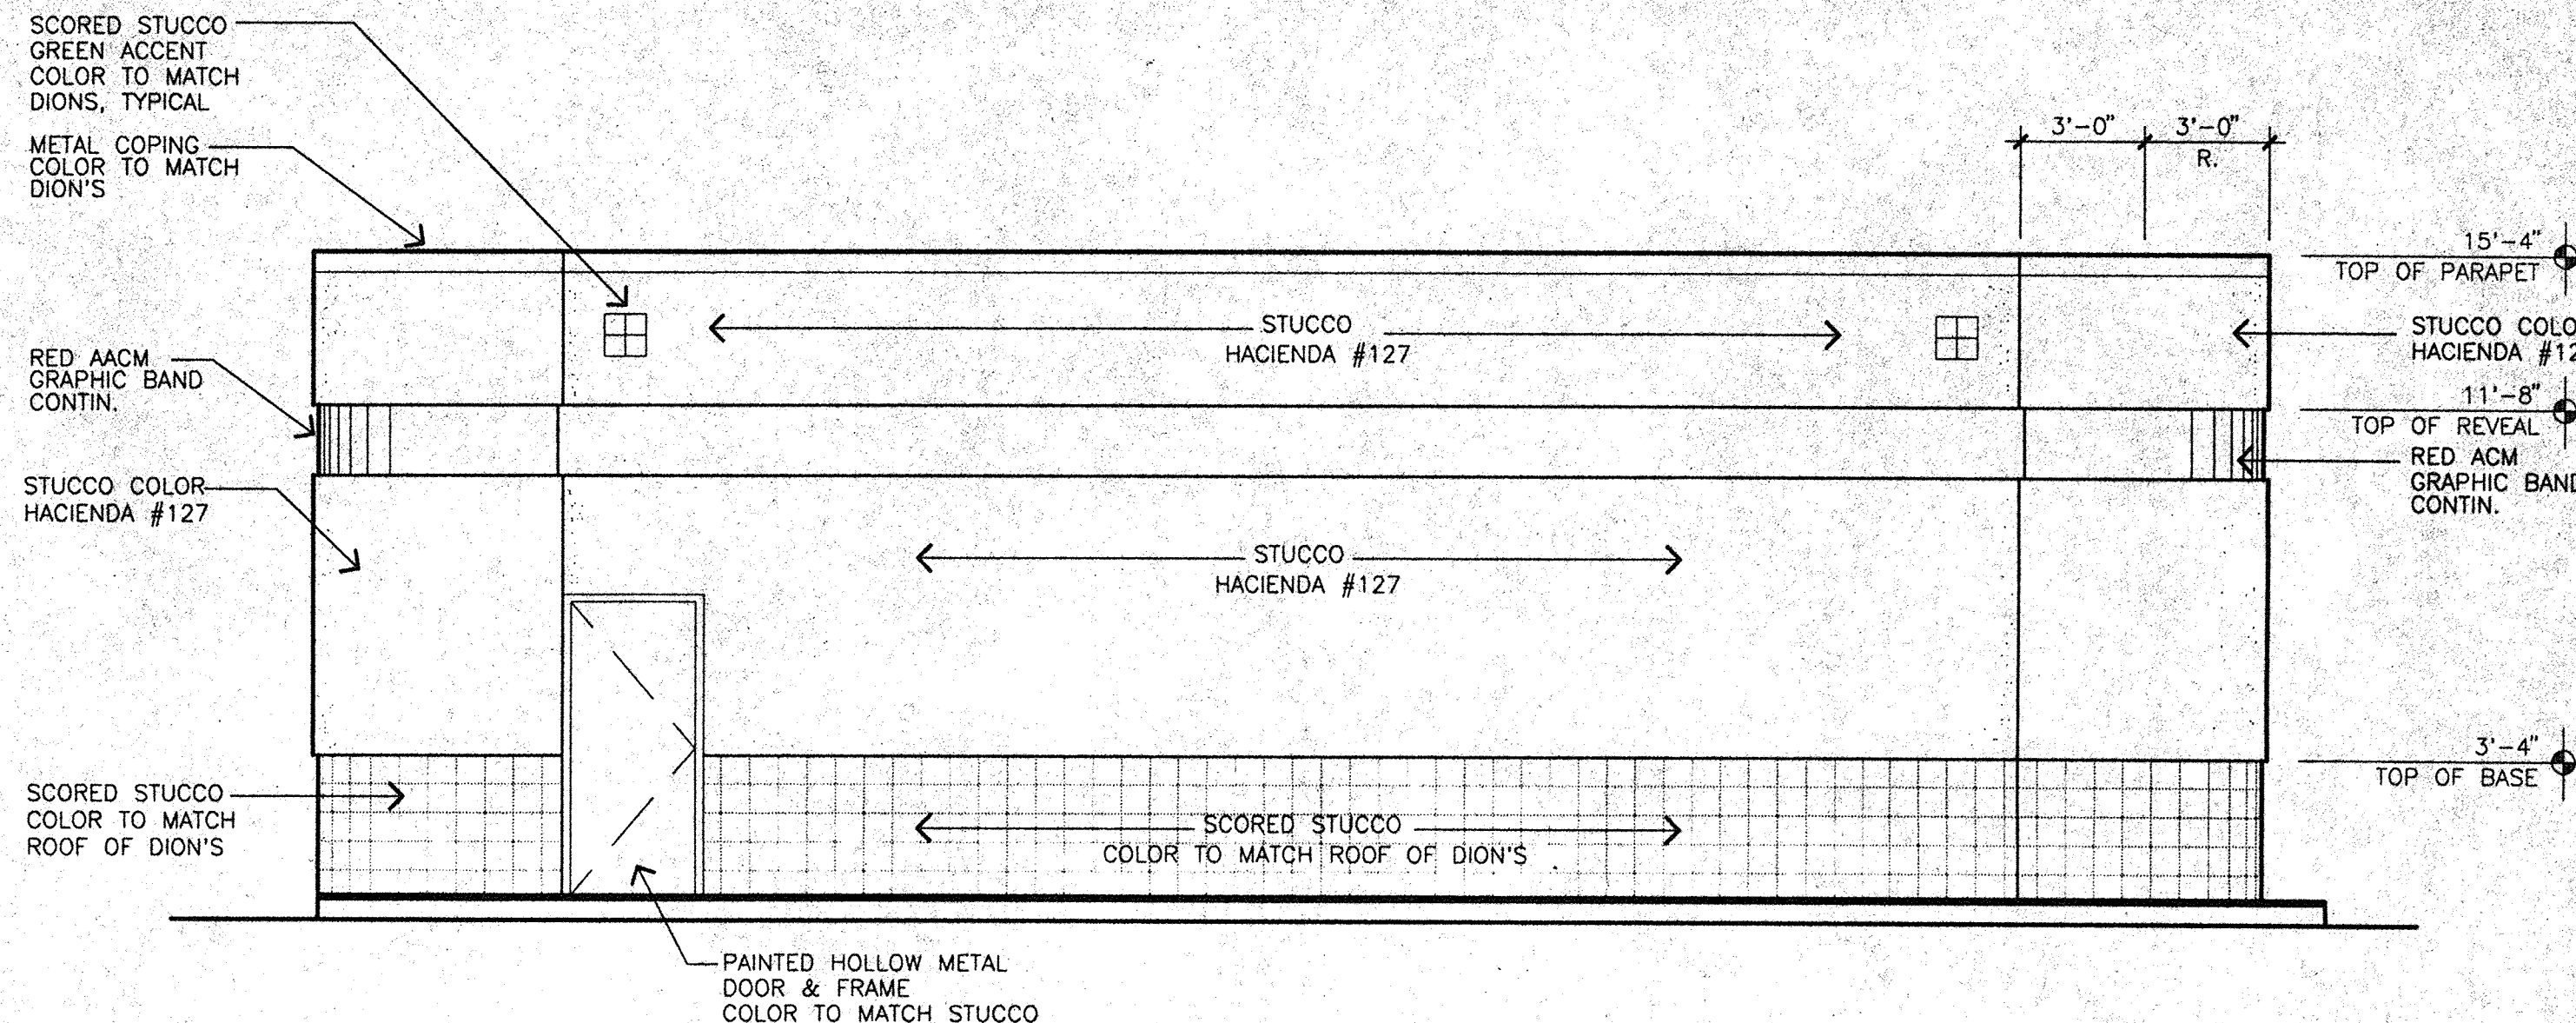 SCORED STUCCO
GREEN ACCENT
COLOR TO MATCH
DIONS, TYPICAL
METAL COPING
COLOR TO MATCH
DION'S
RED AACM
GRAPHIC BAND
CONTIN.
STUCCO COLOR
HACIENDA #127
SCORED STUCCO
COLOR TO MATCH
ROOF OF DION'S
STUCCO
HACIENDA #127
STUCCO
HACIENDA #127
SCORED STUCCO
COLOR TO MATCH ROOF OF DION'S
PAINTED HOLLOW METAL
DOOR & FRAME
COLOR TO MATCH STUCCO
3'-0" 3'-0"
R.
15'-4"
TOP OF PARAPET
STUCCO COLO
HACIENDA #12
11'-8"
TOP OF REVEAL
RED ACM
GRAPHIC BAND
CONTIN.
3'-4"
TOP OF BASE